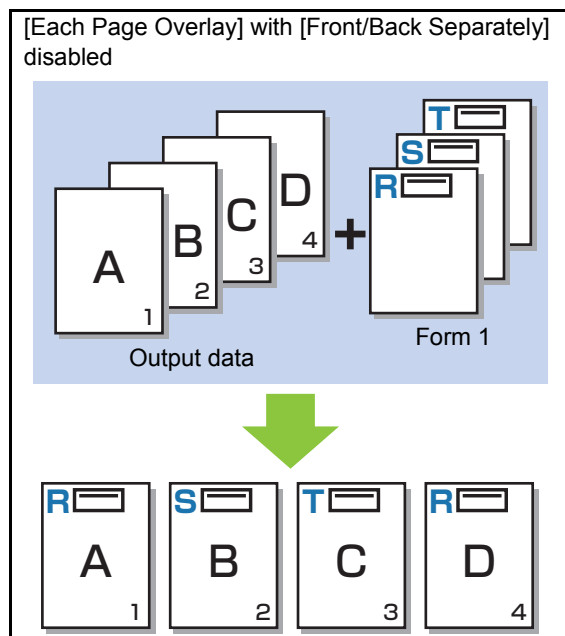 [Each Page Overlay] with [Front/Back Separately]
disabled
A
1
B
2
C
3
D
4
+
R
S
T
Output data
Form 1
R
A
1
S
B
2
T
C
3
R
D
4